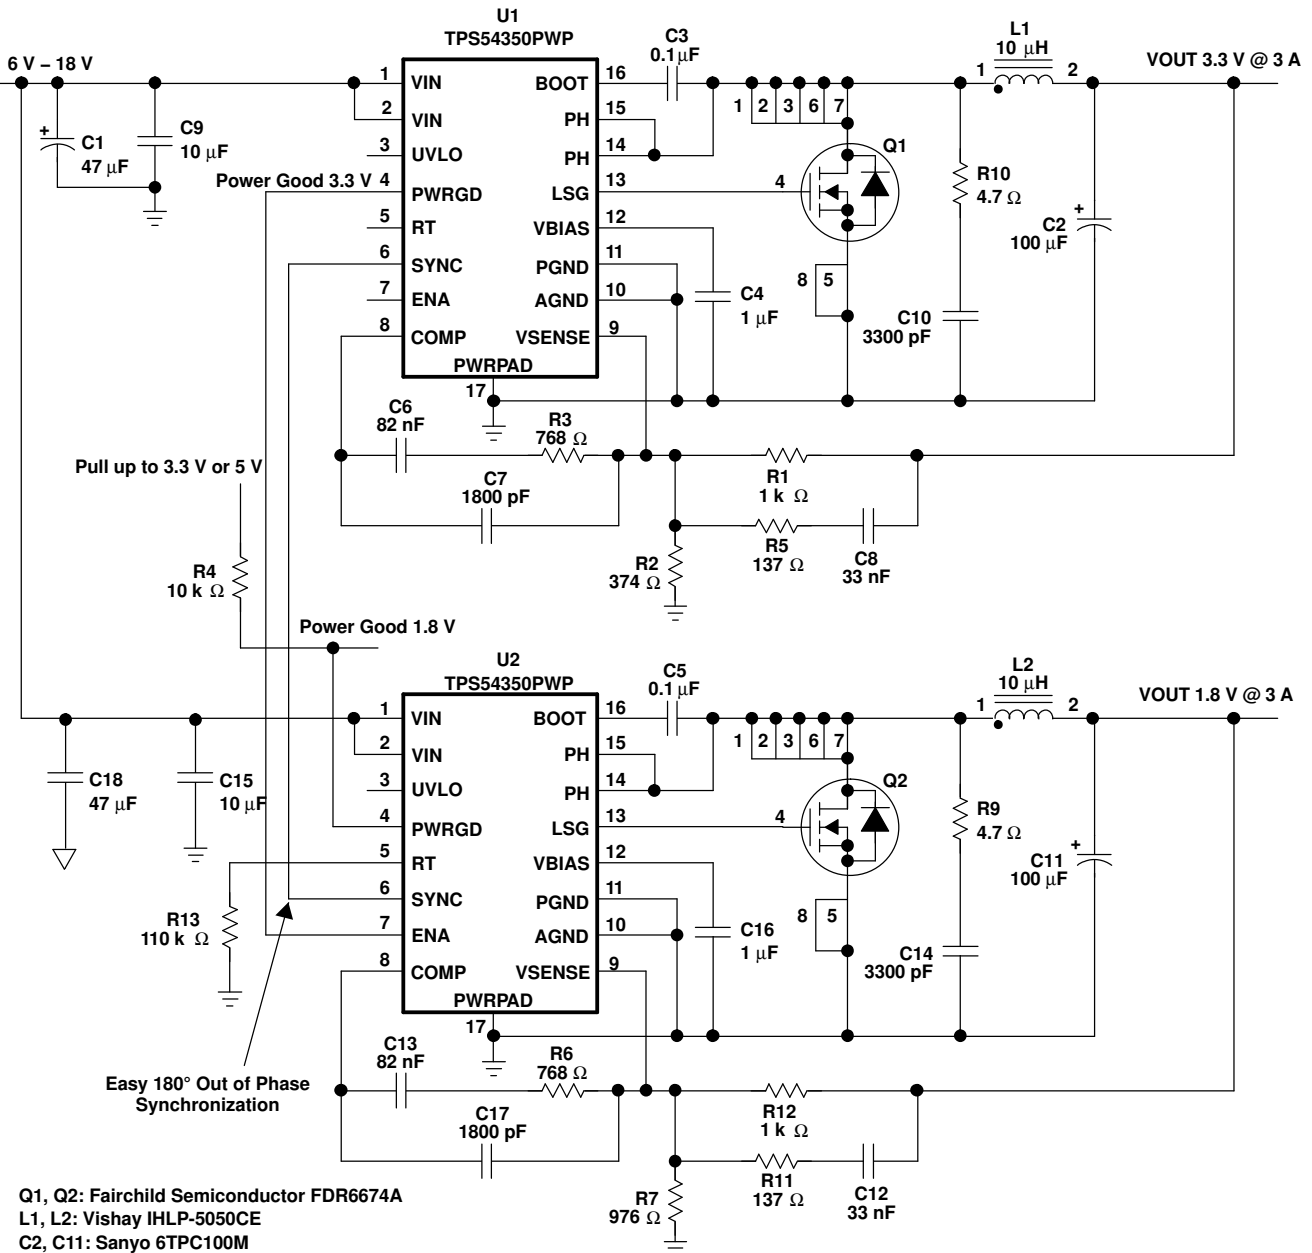 U1
TPS54350PWP
6 V – 18 V
C3
0.1 µF
L1
10 µH
VOUT 3.3 V @ 3 A
1 VIN BOOT 16
1 2
2 VIN PH 15
1 2 3 6 7
3 UVLO PH 14
Power Good 3.3 V 4 PWRGD LSG 13
4
Q1
5 RT VBIAS 12
6 SYNC PGND 11
7 ENA AGND 10
8 COMP VSENSE 9
PWRPAD
17
+
C1
47 µF
C9
10 µF
C4
1 µF
8 5
R10
4.7 Ω
C10
3300 pF
+
C2
100 µF
C6
82 nF
R3
768 Ω
C7
1800 pF
R1
1 k Ω
R5
137 Ω
C8
33 nF
R2
374 Ω
Pull up to 3.3 V or 5 V
R4
10 k Ω
Power Good 1.8 V
U2
TPS54350PWP
C5
0.1 µF
L2
10 µH
VOUT 1.8 V @ 3 A
1 VIN BOOT 16
1 2
2 VIN PH 15
1 2 3 6 7
3 UVLO PH 14
4 PWRGD LSG 13
4
Q2
5 RT VBIAS 12
6 SYNC PGND 11
7 ENA AGND 10
8 COMP VSENSE 9
PWRPAD
17
C18
47 µF
C15
10 µF
R13
110 k Ω
C16
1 µF
8 5
R9
4.7 Ω
C14
3300 pF
+
C11
100 µF
C13
82 nF
R6
768 Ω
C17
1800 pF
R12
1 k Ω
R11
137 Ω
C12
33 nF
R7
976 Ω
Easy 180° Out of Phase
Synchronization
Q1, Q2: Fairchild Semiconductor FDR6674A
L1, L2: Vishay IHLP-5050CE
C2, C11: Sanyo 6TPC100M